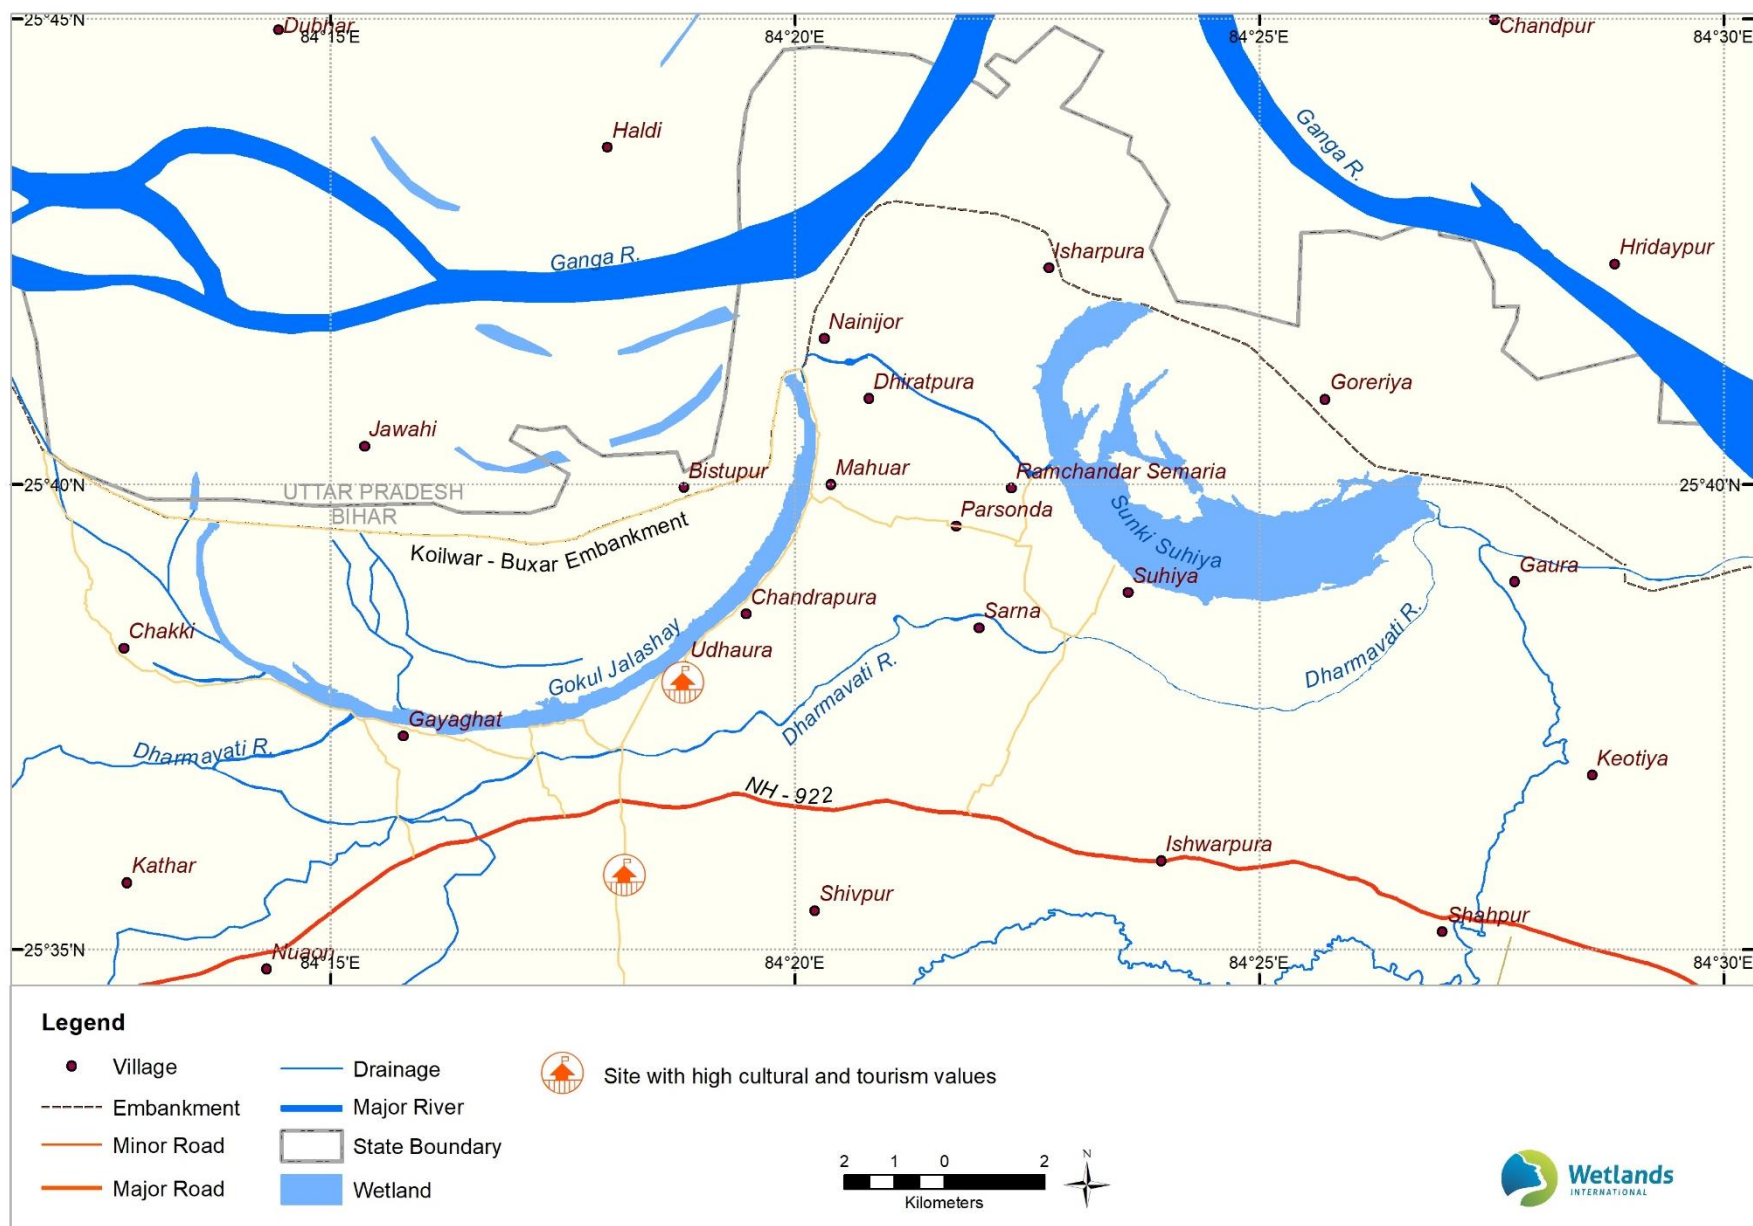 25°45'N
Dubhar
84°15'E
84°20'E
84°25'E
Chandpur
84°30'E
Haldi
Ganga R.
Ganga R.
Isharpura
Hridaypur
Nainijor
Dhiratpura
Goreriya
Jawahi
Bistupur
Mahuar
Ramchandar Semaria
25°40'N
UTTAR PRADESH
25°40'N
BIHAR
Parsonda
Sunki Suhiya
Koilwar - Buxar Embankment
Gaura
Suhiya
Chandrapura
Sarna
Chakki
Udhaura
Gokul Jalashay
Dharmavati R.
Dharmavati R.
Gayaghat
Dharmavati R.
Keotiya
NH - 922
Ishwarpura
Kathar
Shivpur
Shahpur
25°35'N
25°35'N
Nuaon
84°15'E
84°20'E
84°25'E
84°30'E
Legend
Village
Embankment
Minor Road
Major Road
Drainage
Major River
State Boundary
Wetland
Site with high cultural and tourism values
2 1 0 2
Kilometers
N
Wetlands
INTERNATIONAL